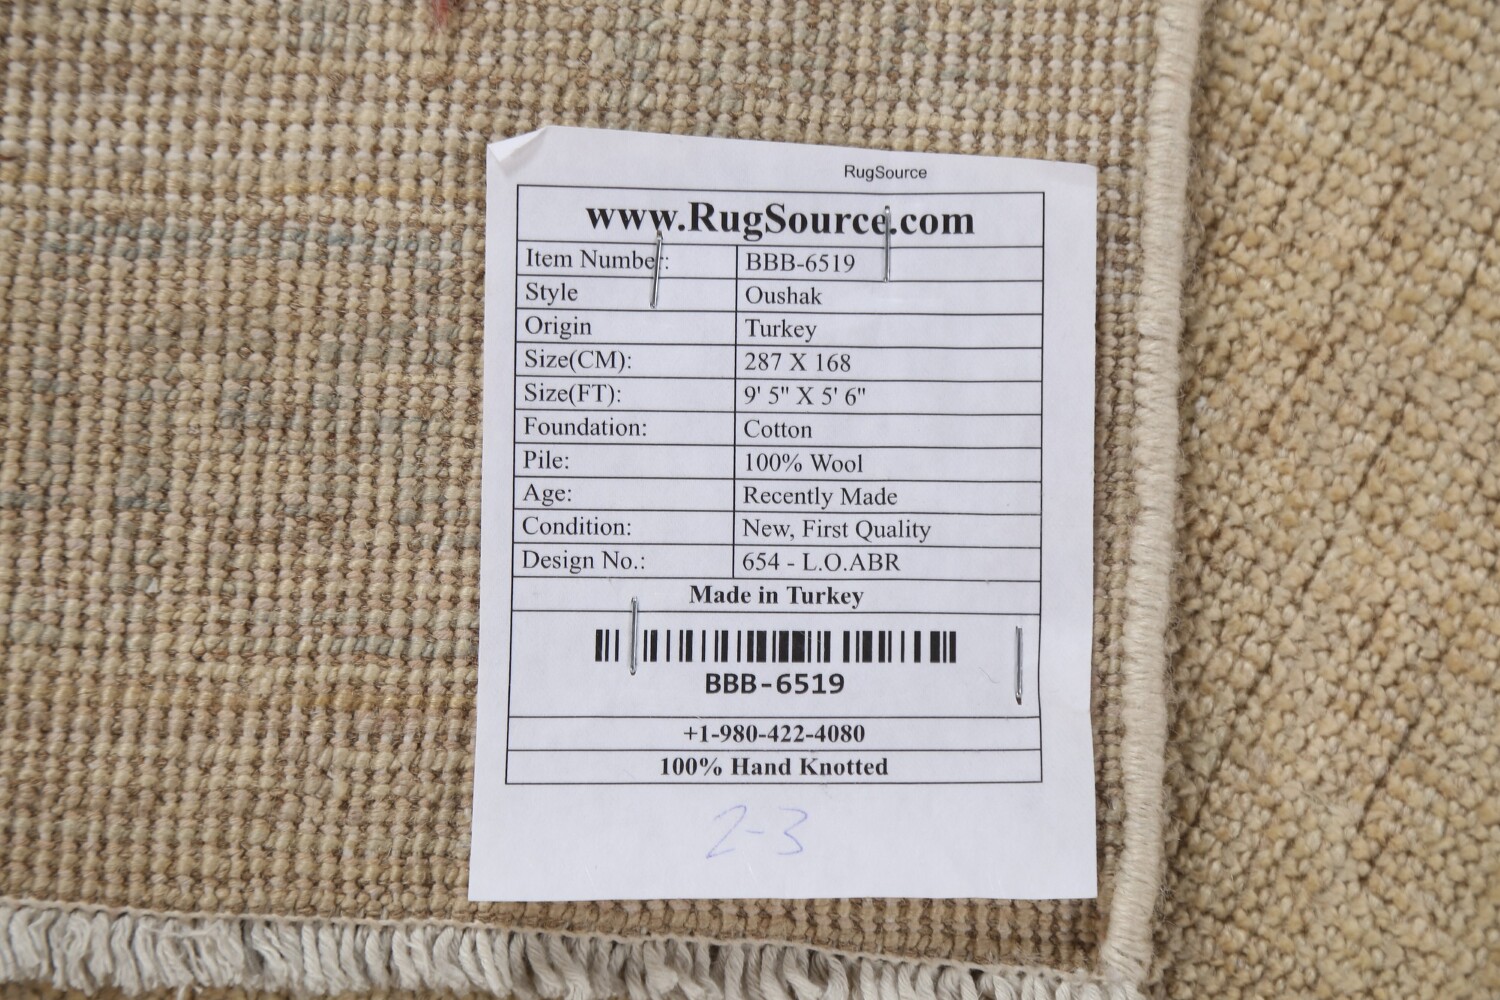 RugSource
www.RugSource.com
Item Number: BBB-6519
Style Oushak
Origin Turkey
Size(CM): 287 X 168
Size(FT): 9' 5" X 5' 6"
Foundation: Cotton
Pile: 100% Wool
Age: Recently Made
Condition: New, First Quality
Design No.: 654 - L.O.ABR
Made in Turkey
BBB-6519
+1-980-422-4080
100% Hand Knotted
2-3